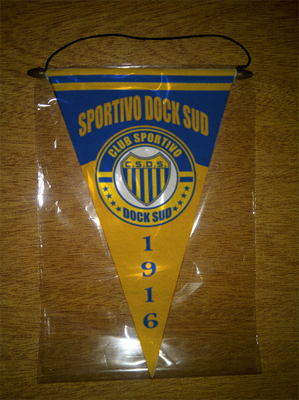 SPORTIVO DOCK SUD
CLUB SPORTIVO
C.S.D.S.
DOCK SUD
1916